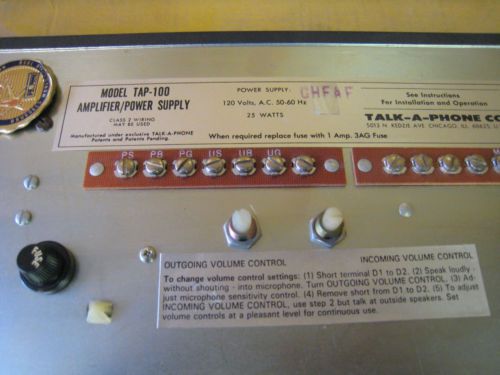 MODEL TAP-100
AMPLIFIER/POWER SUPPLY
CLASS 2 WIRING
MAY BE USED
Manufactured under exclusive TALK-A-PHONE
Patents and Patents Pending.
POWER SUPPLY:
120 Volts, A.C. 50-60 Hz
25 WATTS
When required replace fuse with 1 Amp. 3AG Fuse
See Instructions
For Installation and Operation
TALK-A-PHONE CO
5013 N. KEDZIE AVE. CHICAGO, ILL.
PS PB PG US UB UG
OUTGOING VOLUME CONTROL INCOMING VOLUME CONTROL
To change volume control settings: (1) Short terminal D1 to D2. (2) Speak loudly -
without shouting - into microphone. Turn OUTGOING VOLUME CONTROL. (3) Ad-
just microphone sensitivity control. (4) Remove short from D1 to D2. (5) To adjust
INCOMING VOLUME CONTROL, use step 2 but talk at outside speakers. Set
volume controls at a pleasant level for continuous use.